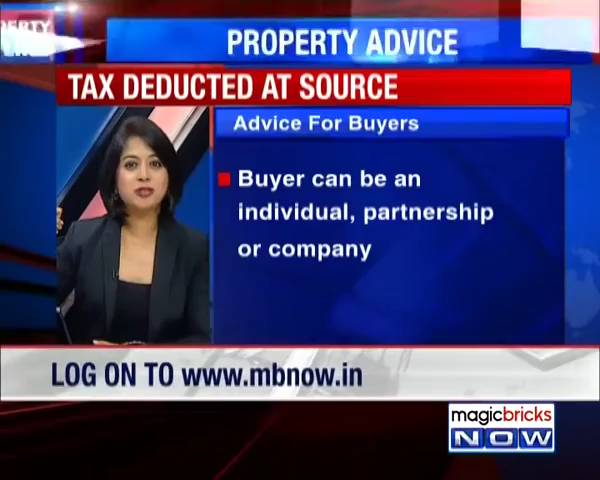 PROPERTY ADVICE
TAX DEDUCTED AT SOURCE
Advice For Buyers
Buyer can be an
individual, partnership
or company
LOG ON TO www.mbnow.in
magicbricks
NOW